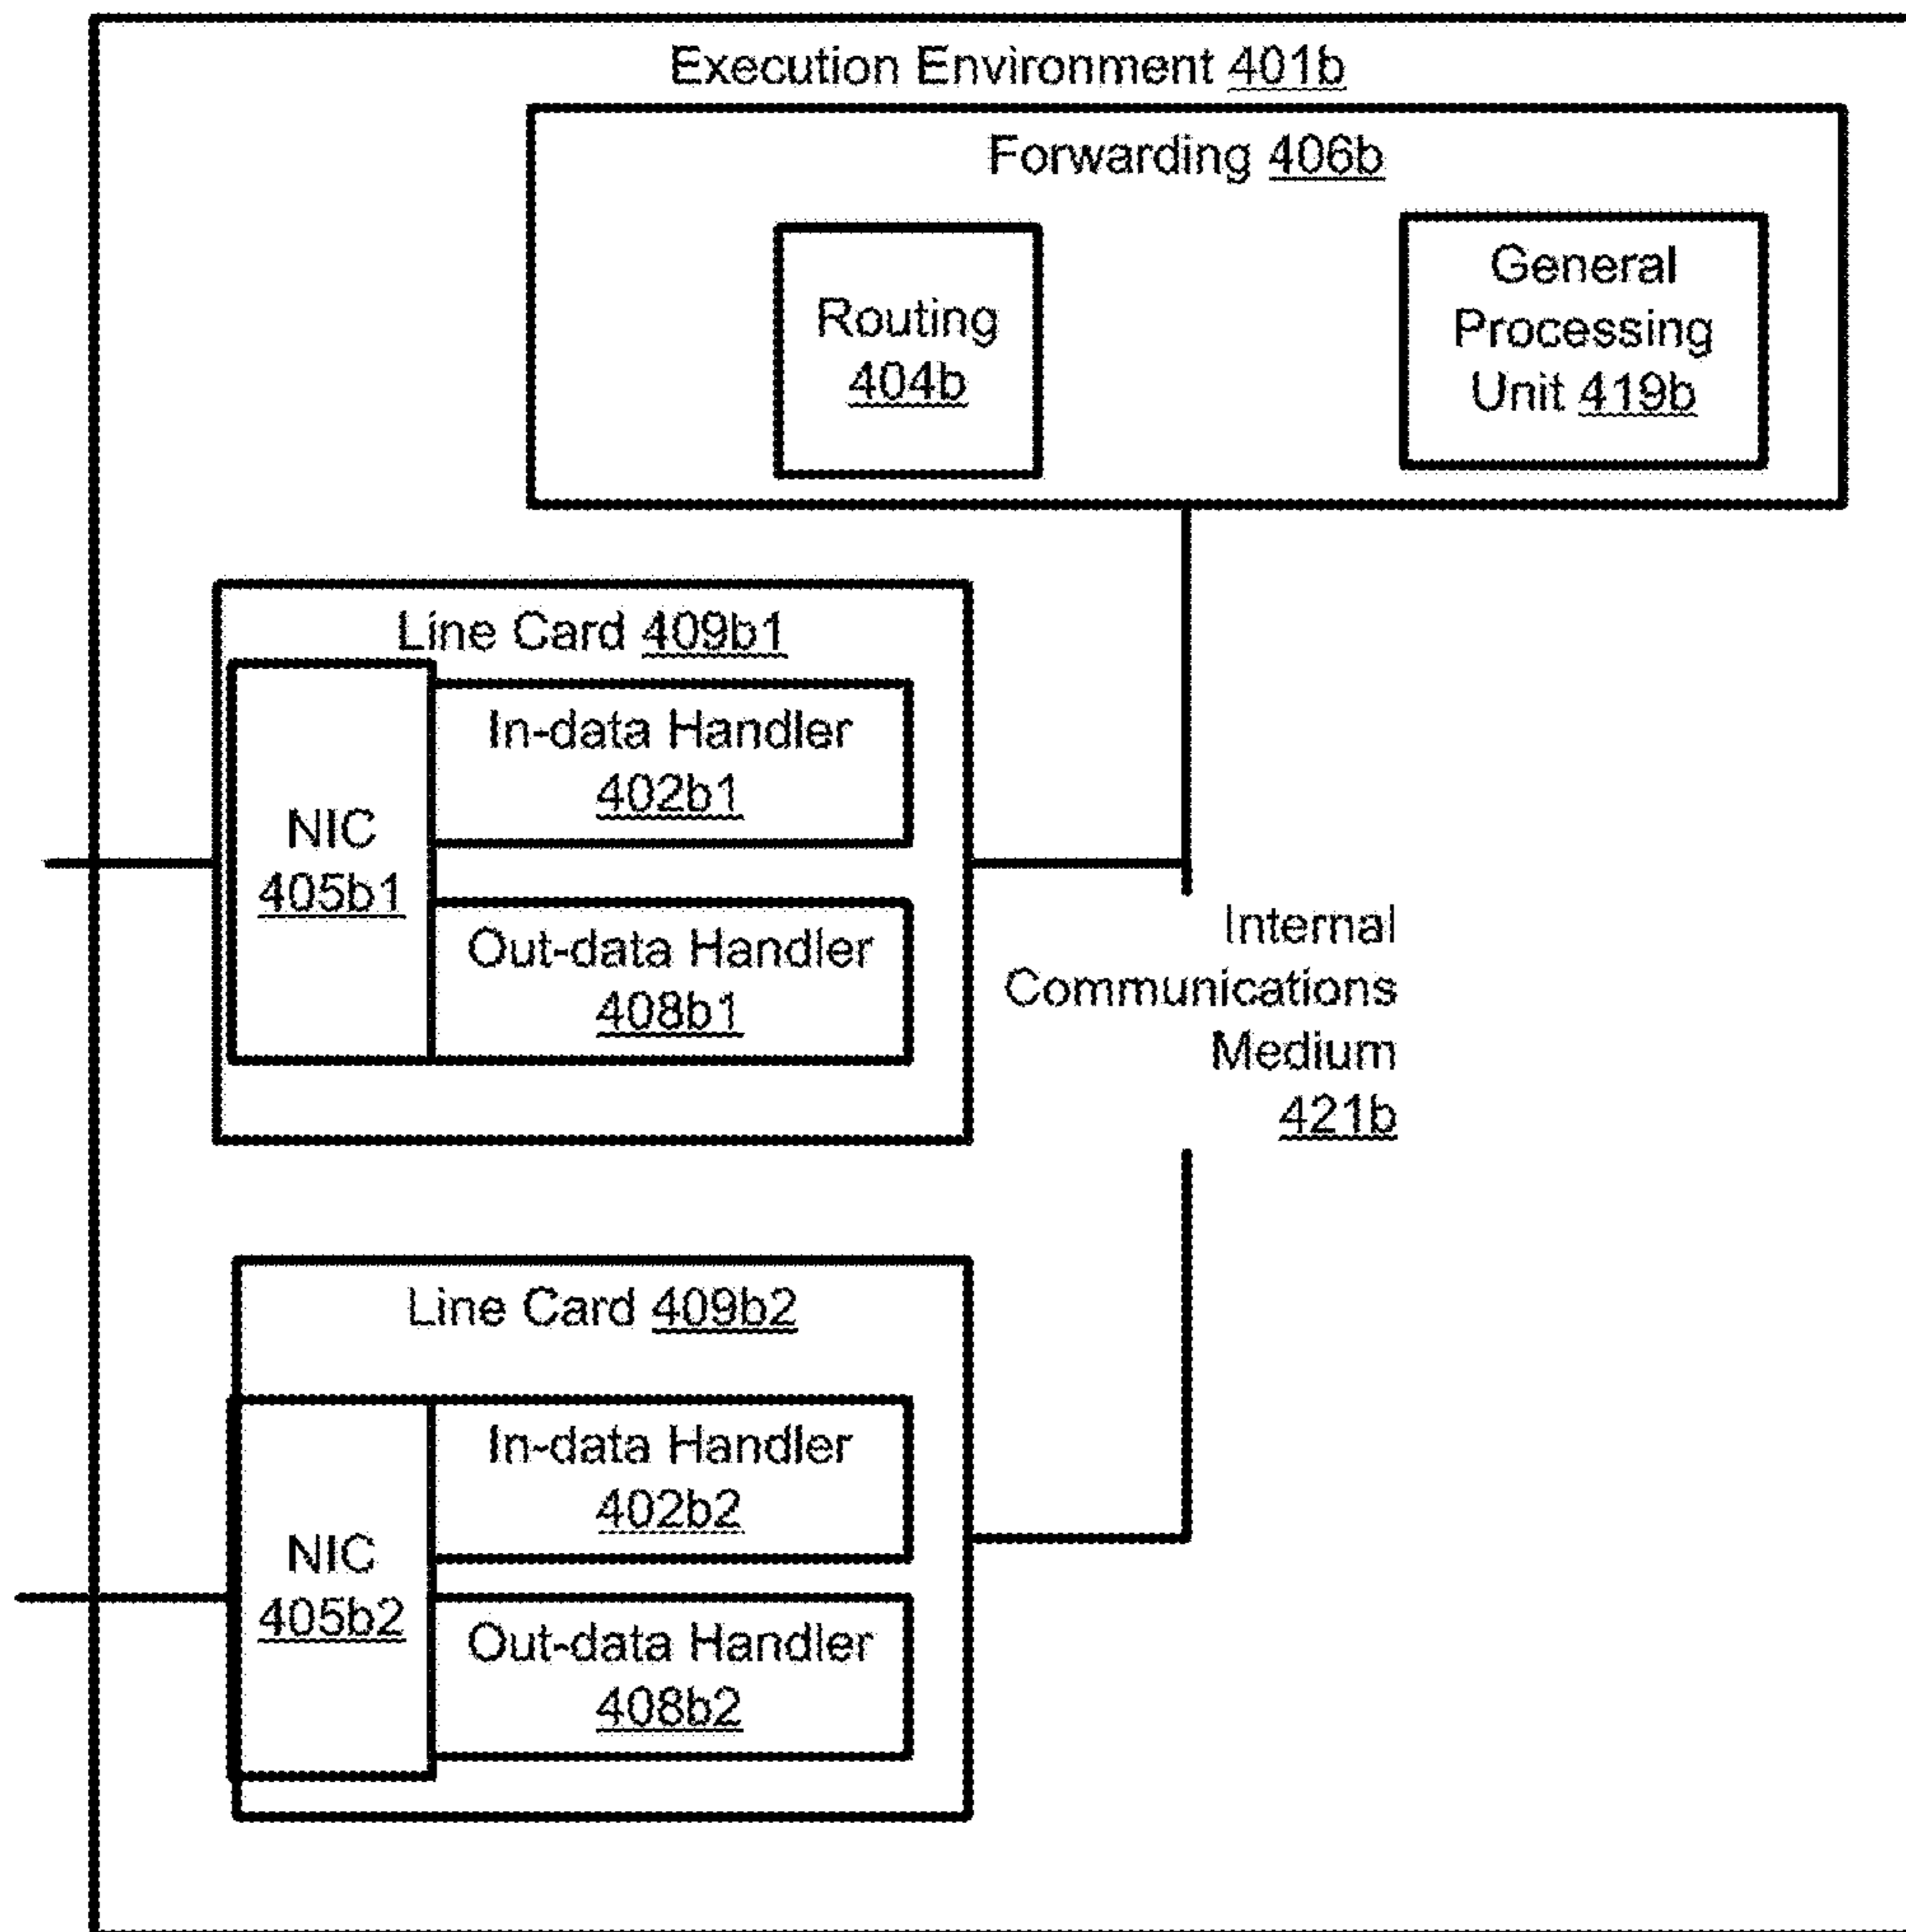 Execution Environment 401b
Forwarding 406b
Routing
404b
General
Processing
Unit 419b
Line Card 409b1
In-data Handler
402b1
NIC
405b1
Out-data Handler
408b1
Internal
Communications
Medium
421b
Line Card 409b2
In-data Handler
402b2
NIC
405b2
Out-data Handler
408b2